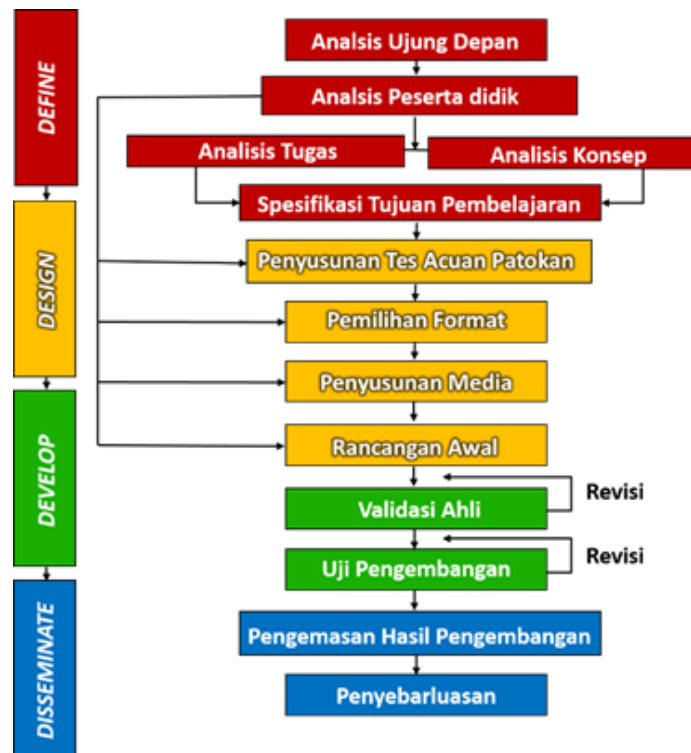 DEFINE
DESIGN
DEVELOP
DISSEMINATE
Analsis Ujung Depan
Analsis Peserta didik
Analisis Tugas
Analisis Konsep
Spesifikasi Tujuan Pembelajaran
Penyusunan Tes Acuan Patokan
Pemilihan Format
Penyusunan Media
Rancangan Awal
Validasi Ahli
Revisi
Uji Pengembangan
Revisi
Pengemasan Hasil Pengembangan
Penyebarluasan